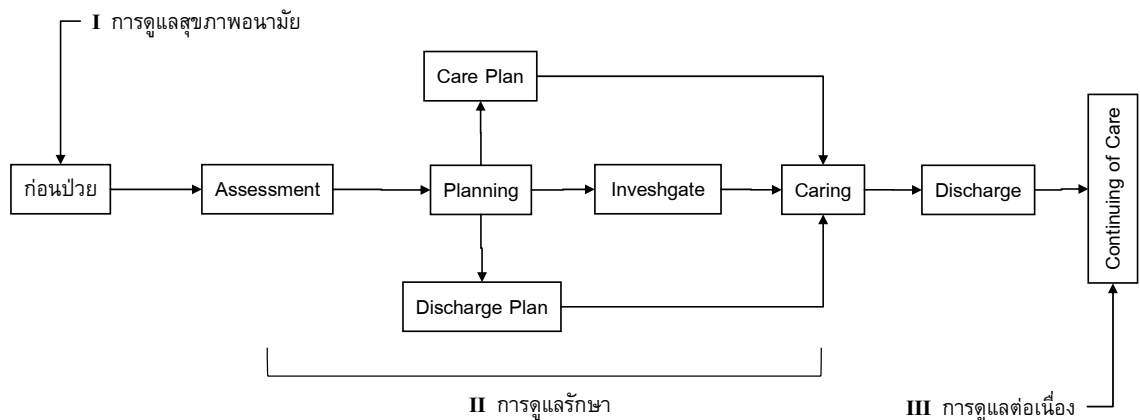 I การดูแลสุขภาพอนามัย
Care Plan
ก่อนป่วย
Assessment
Planning
Inveshgate
Caring
Discharge
Continuing of Care
Discharge Plan
II การดูแลรักษา
III การดูแลต่อเนื่อง